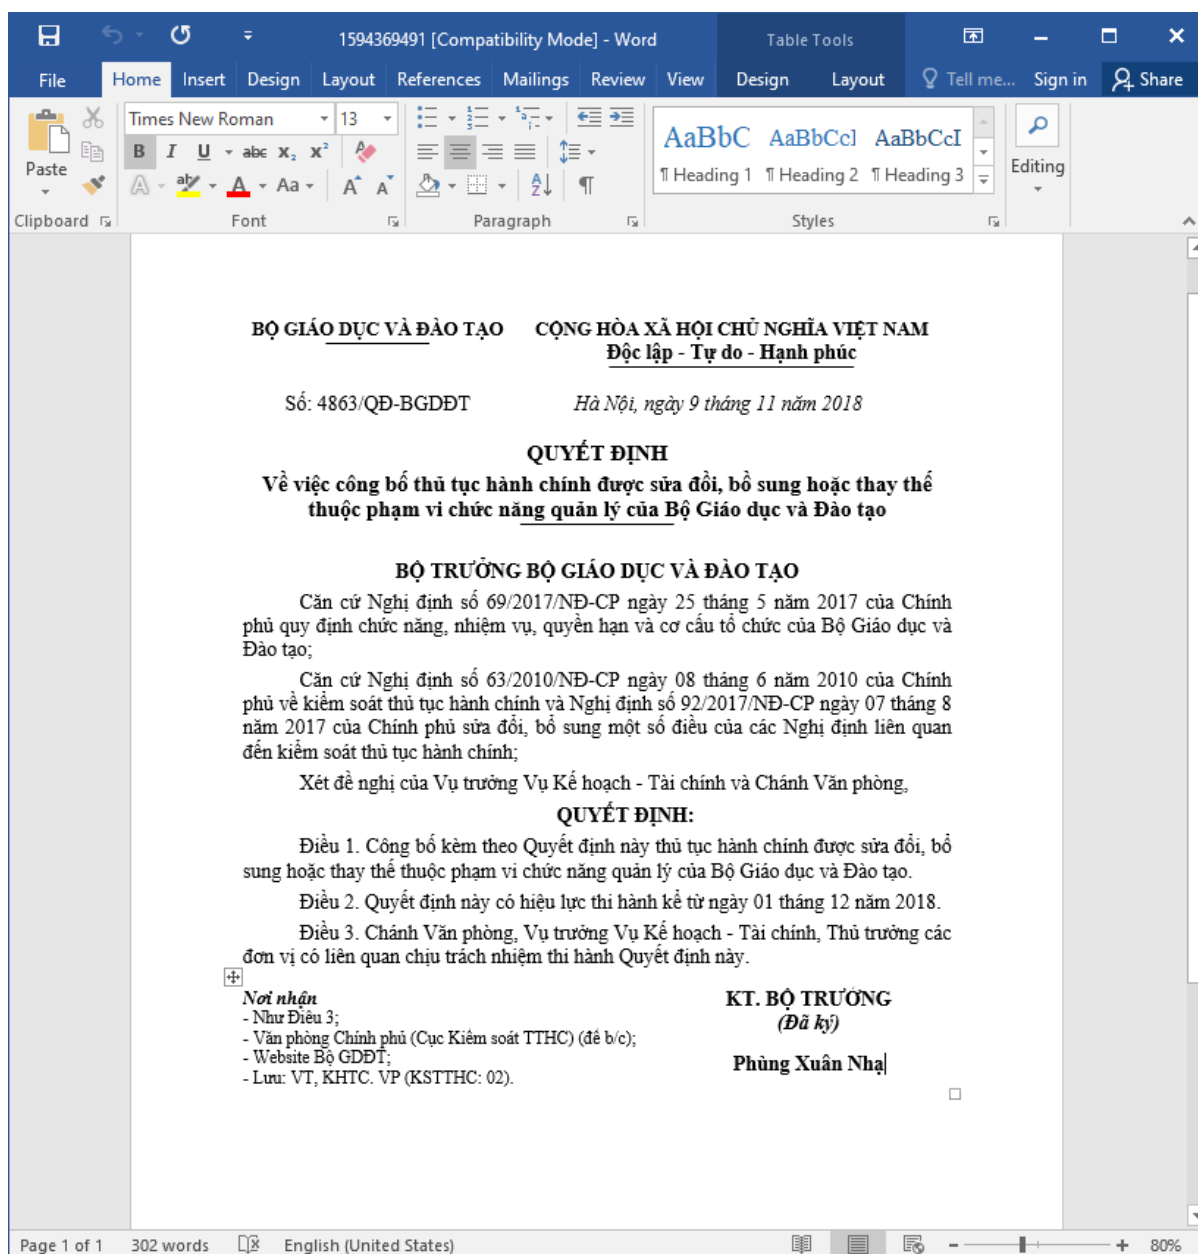 1594369491 [Compatibility Mode] - Word
Table Tools
File
Home
Insert
Design
Layout
References
Mailings
Review
View
Design
Layout
Tell me...
Sign in
Share
Paste
Clipboard
Times New Roman
13
Font
Paragraph
AaBbC
AaBbCcI
AaBbCcI
¶ Heading 1
¶ Heading 2
¶ Heading 3
Styles
Editing
BỘ GIÁO DỤC VÀ ĐÀO TẠO
CỘNG HÒA XÃ HỘI CHỦ NGHĨA VIỆT NAM
Độc lập - Tự do - Hạnh phúc
Số: 4863/QĐ-BGDĐT
Hà Nội, ngày 9 tháng 11 năm 2018
QUYẾT ĐỊNH
Về việc công bố thủ tục hành chính được sửa đổi, bổ sung hoặc thay thế
thuộc phạm vi chức năng quản lý của Bộ Giáo dục và Đào tạo
BỘ TRƯỞNG BỘ GIÁO DỤC VÀ ĐÀO TẠO
Căn cứ Nghị định số 69/2017/NĐ-CP ngày 25 tháng 5 năm 2017 của Chính
phủ quy định chức năng, nhiệm vụ, quyền hạn và cơ cấu tổ chức của Bộ Giáo dục và
Đào tạo;
Căn cứ Nghị định số 63/2010/NĐ-CP ngày 08 tháng 6 năm 2010 của Chính
phủ về kiểm soát thủ tục hành chính và Nghị định số 92/2017/NĐ-CP ngày 07 tháng 8
năm 2017 của Chính phủ sửa đổi, bổ sung một số điều của các Nghị định liên quan
đến kiểm soát thủ tục hành chính;
Xét đề nghị của Vụ trưởng Vụ Kế hoạch - Tài chính và Chánh Văn phòng,
QUYẾT ĐỊNH:
Điều 1. Công bố kèm theo Quyết định này thủ tục hành chính được sửa đổi, bổ
sung hoặc thay thế thuộc phạm vi chức năng quản lý của Bộ Giáo dục và Đào tạo.
Điều 2. Quyết định này có hiệu lực thi hành kể từ ngày 01 tháng 12 năm 2018.
Điều 3. Chánh Văn phòng, Vụ trưởng Vụ Kế hoạch - Tài chính, Thủ trưởng các
đơn vị có liên quan chịu trách nhiệm thi hành Quyết định này.
Nơi nhận
- Như Điều 3;
- Văn phòng Chính phủ (Cục Kiểm soát TTHC) (để b/c);
- Website Bộ GDĐT;
- Lưu: VT, KHTC. VP (KSTTHC: 02).
KT. BỘ TRƯỞNG
(Đã ký)
Phùng Xuân Nhạ
Page 1 of 1
302 words
English (United States)
80%